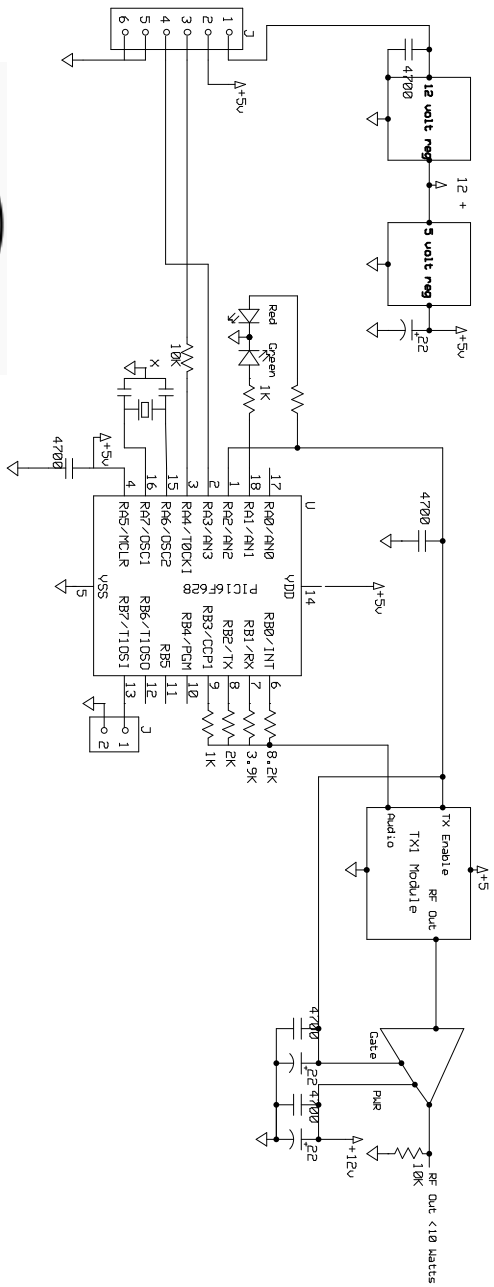 J
1
2
3
4
5
6
+5v
4700
12 volt reg
12 +
5 volt reg
+22
+5v
Red
Green
1K
10K
X
+5v
4700
4700
17
18
1
2
3
15
16
4
U
RA0/AN0
RA1/AN1
RA2/AN2
RA3/AN3
RA4/T0CKI
RA6/OSC2
RA7/OSC1
RA5/MCLR
PIC16F628
VDD
14
+5v
VSS
5
RB0/INT
RB1/RX
RB2/TX
RB3/CCP1
RB4/PGM
RB5
RB6/T1OSO
RB7/T1OSI
6
7
8
9
10
11
12
13
8.2K
3.9K
2K
1K
J
1
2
TX Enable
Audio
TX1 Module
RF Out
+5
Gate
PWR
4700
+22
4700
+22
+12v
10K
RF Out <10 Watts